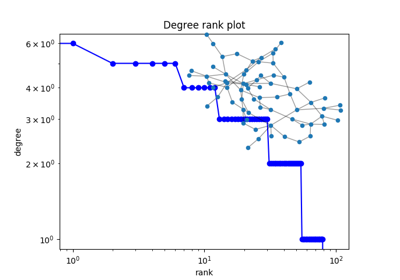 Degree rank plot
6 × 10⁰
4 × 10⁰
3 × 10⁰
2 × 10⁰
10⁰
degree
10⁰
10¹
10²
rank